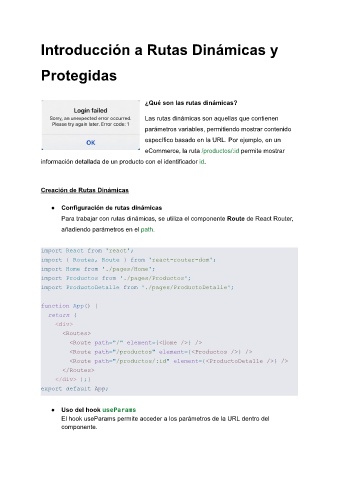 Introducción a Rutas Dinámicas y
Protegidas
Login failed
Sorry, an unexpected error occurred.
Please try again later. Error code: 1
OK
¿Qué son las rutas dinámicas?
Las rutas dinámicas son aquellas que contienen
parámetros variables, permitiendo mostrar contenido
específico basado en la URL. Por ejemplo, en un
eCommerce, la ruta /productos/:id permite mostrar
información detallada de un producto con el identificador id.
Creación de Rutas Dinámicas
● Configuración de rutas dinámicas
Para trabajar con rutas dinámicas, se utiliza el componente Route de React Router,
añadiendo parámetros en el path.
import React from 'react';
import { Routes, Route } from 'react-router-dom';
import Home from './pages/Home';
import Productos from './pages/Productos';
import ProductoDetalle from './pages/ProductoDetalle';
function App() {
return (
<div>
<Routes>
<Route path="/" element={<Home />} />
<Route path="/productos" element={<Productos />} />
<Route path="/productos/:id" element={<ProductoDetalle />} />
</Routes>
</div> );}
export default App;
● Uso del hook useParams
El hook useParams permite acceder a los parámetros de la URL dentro del
componente.